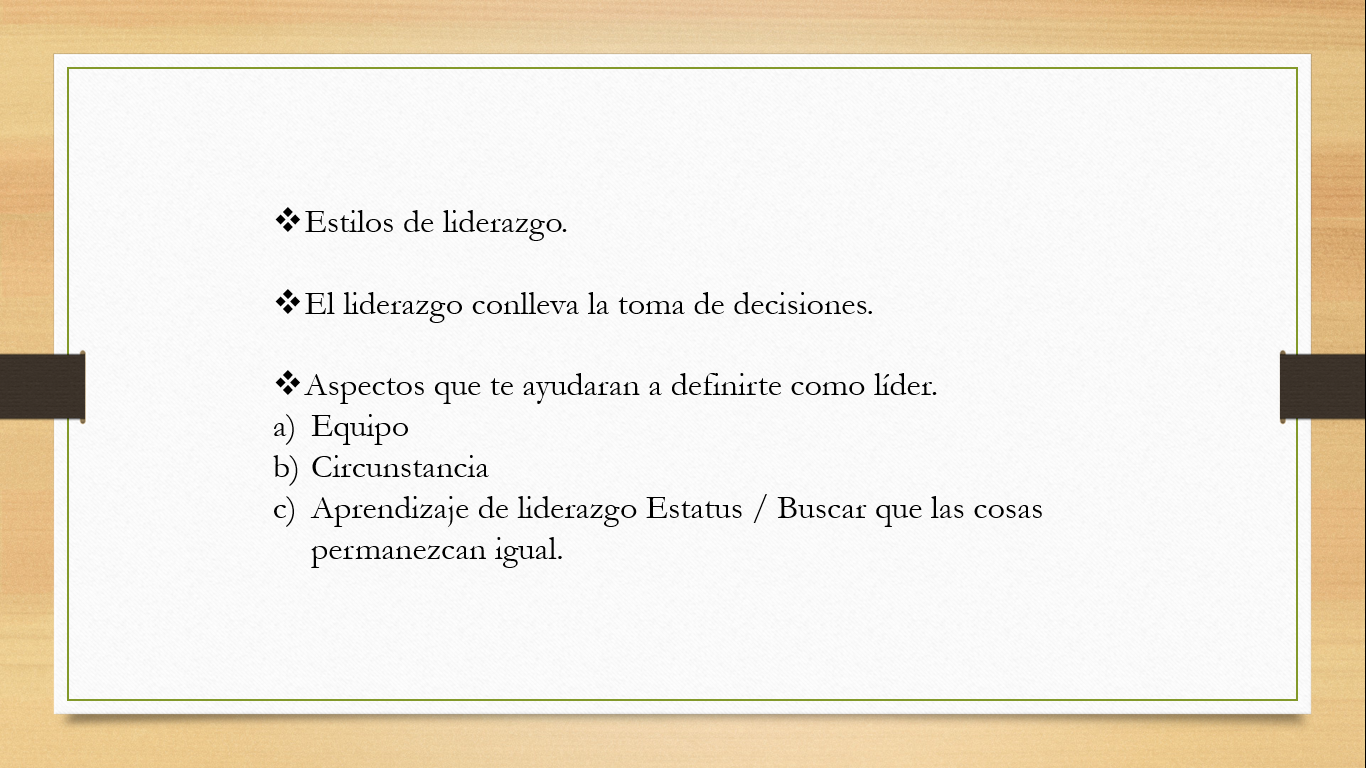 ❖Estilos de liderazgo.
❖El liderazgo conlleva la toma de decisiones.
❖Aspectos que te ayudaran a definirte como líder.
a) Equipo
b) Circunstancia
c) Aprendizaje de liderazgo Estatus / Buscar que las cosas
permanezcan igual.